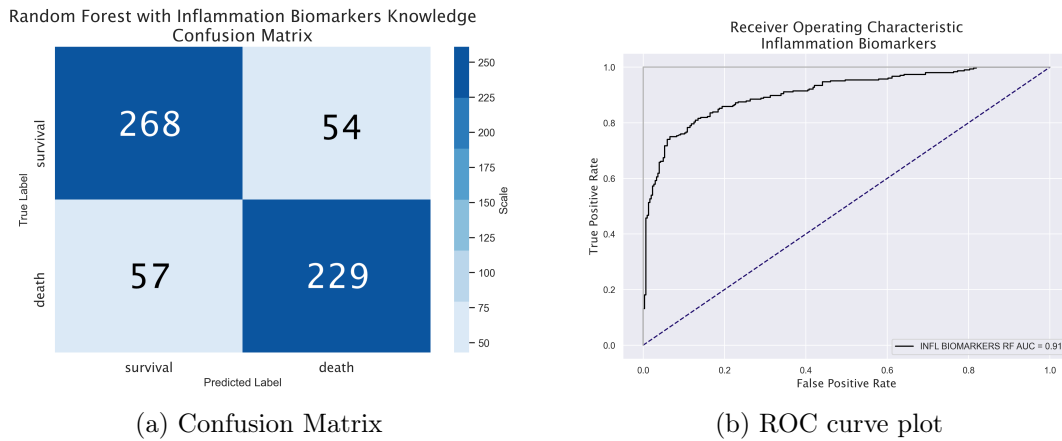 Random Forest with Inflammation Biomarkers Knowledge
Confusion Matrix
True Label
survival
death
268
54
57
229
survival
death
Predicted Label
250
225
200
175
150
125
100
75
50
Scale
(a) Confusion Matrix
Receiver Operating Characteristic
Inflammation Biomarkers
True Positive Rate
1.0
0.8
0.6
0.4
0.2
0.0
0.0
0.2
0.4
0.6
0.8
1.0
False Positive Rate
INFL BIOMARKERS RF AUC = 0.91
(b) ROC curve plot